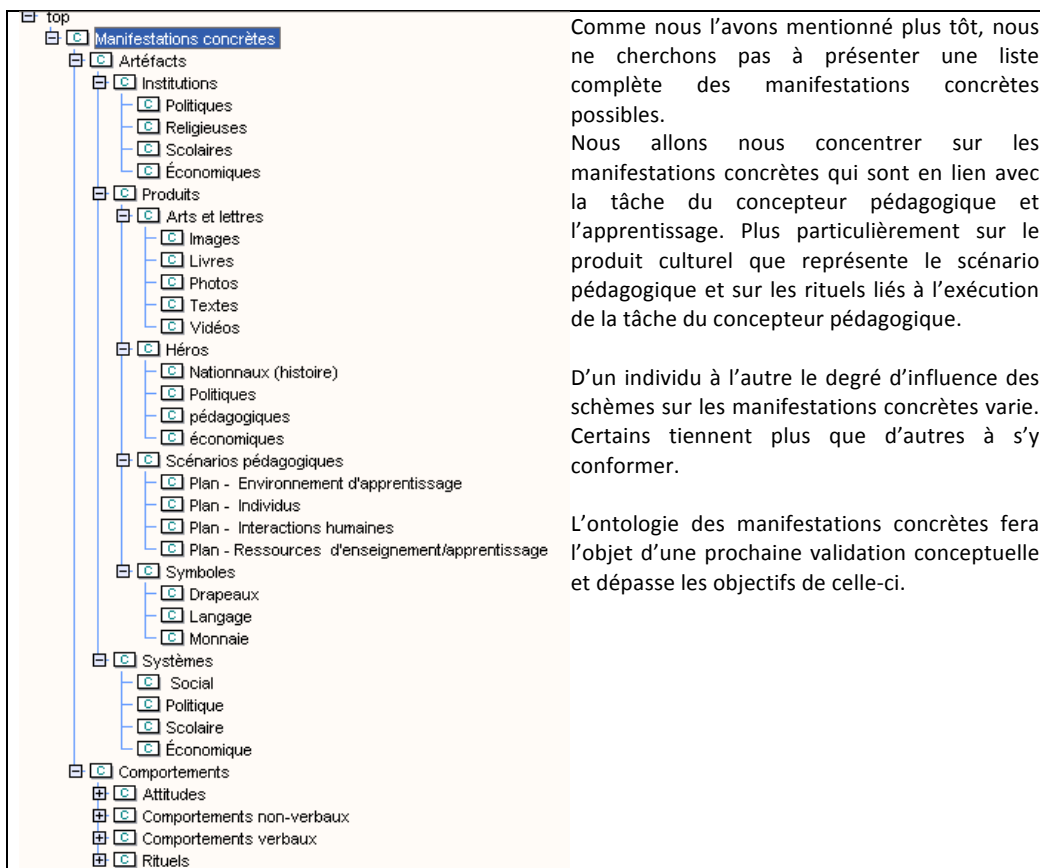 top
Manifestations concrètes
Artéfacts
Institutions
Politiques
Religieuses
Scolaires
Économiques
Produits
Arts et lettres
Images
Livres
Photos
Textes
Vidéos
Héros
Nationnaux (histoire)
Politiques
pédagogiques
économiques
Scénarios pédagogiques
Plan - Environnement d'apprentissage
Plan - Individus
Plan - Interactions humaines
Plan - Ressources d'enseignement/apprentissage
Symboles
Drapeaux
Langage
Monnaie
Systèmes
Social
Politique
Scolaire
Économique
Comportements
Attitudes
Comportements non-verbaux
Comportements verbaux
Rituels
Comme nous l’avons mentionné plus tôt, nous
ne cherchons pas à présenter une liste
complète des manifestations concrètes
possibles.
Nous allons nous concentrer sur les
manifestations concrètes qui sont en lien avec
la tâche du concepteur pédagogique et
l’apprentissage. Plus particulièrement sur le
produit culturel que représente le scénario
pédagogique et sur les rituels liés à l’exécution
de la tâche du concepteur pédagogique.
D’un individu à l’autre le degré d’influence des
schèmes sur les manifestations concrètes varie.
Certains tiennent plus que d’autres à s’y
conformer.
L’ontologie des manifestations concrètes fera
l’objet d’une prochaine validation conceptuelle
et dépasse les objectifs de celle-ci.